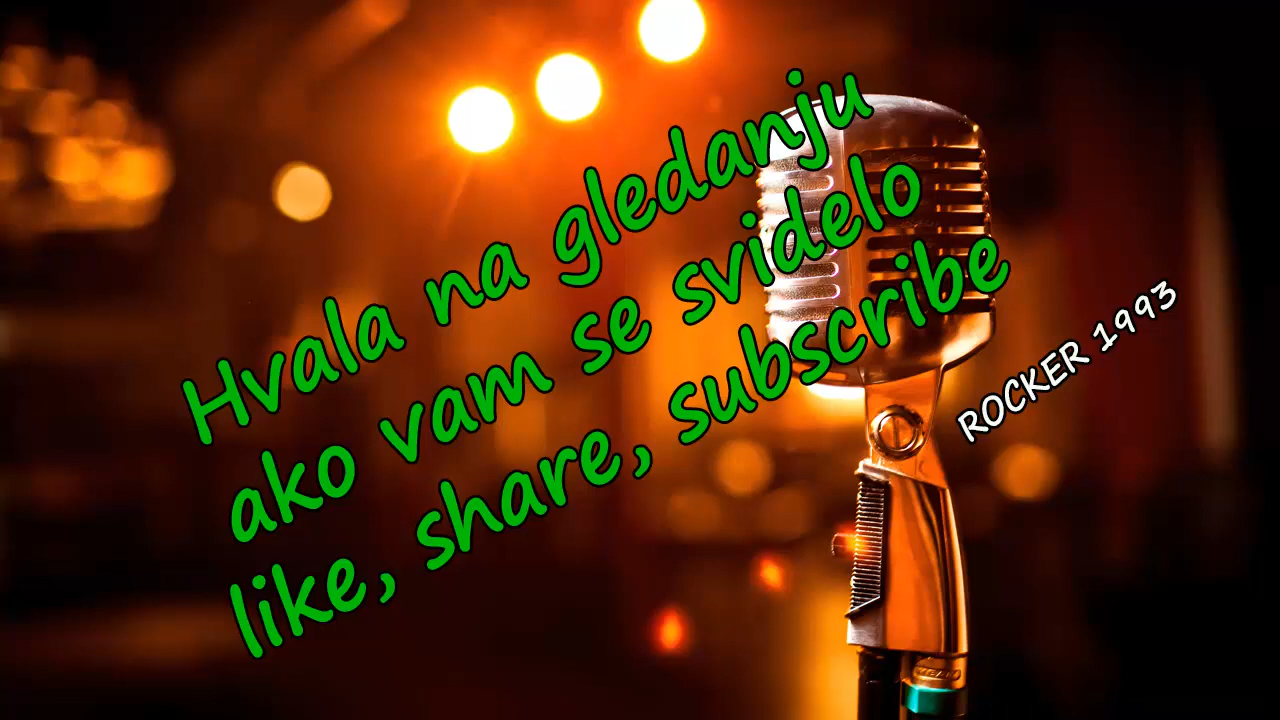 Hvala na gledanju
ako vam se svidelo
like, share, subscribe
ROCKER 1993